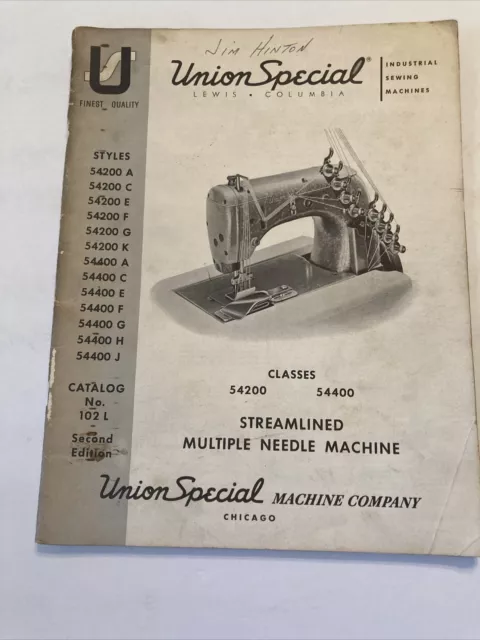 Jim Hinton
Union Special®
LEWIS • COLUMBIA
INDUSTRIAL
SEWING
MACHINES
U
S
FINEST QUALITY
STYLES
54200 A
54200 C
54200 E
54200 F
54200 G
54200 K
54400 A
54400 C
54400 E
54400 F
54400 G
54400 H
54400 J
CATALOG
No.
102 L
Second
Edition
CLASSES
54200 54400
STREAMLINED
MULTIPLE NEEDLE MACHINE
Union Special MACHINE COMPANY
CHICAGO